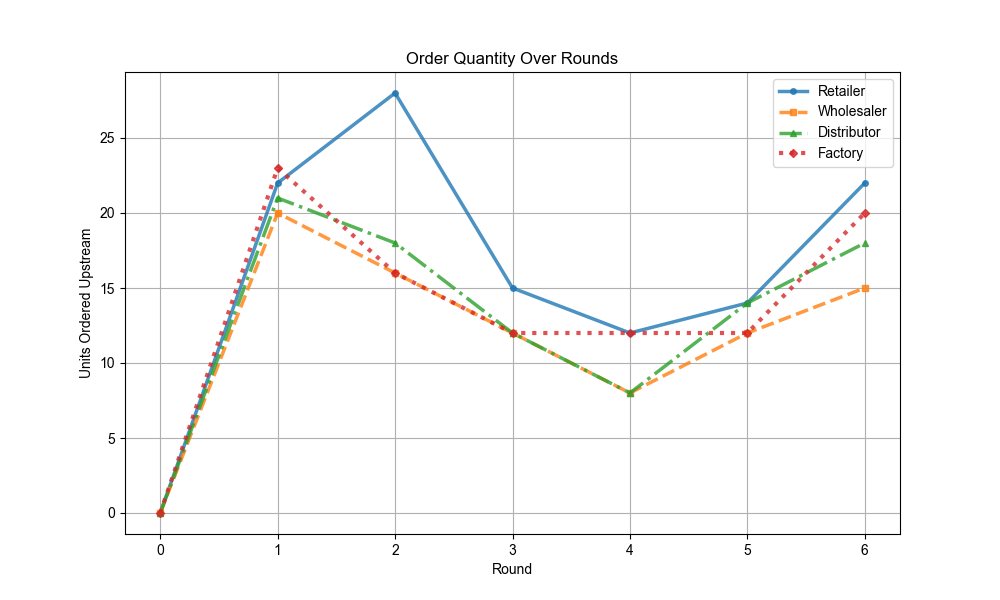 Order Quantity Over Rounds
Retailer
Wholesaler
Distributor
Factory
Units Ordered Upstream
25
20
15
10
5
0
0 1 2 3 4 5 6
Round